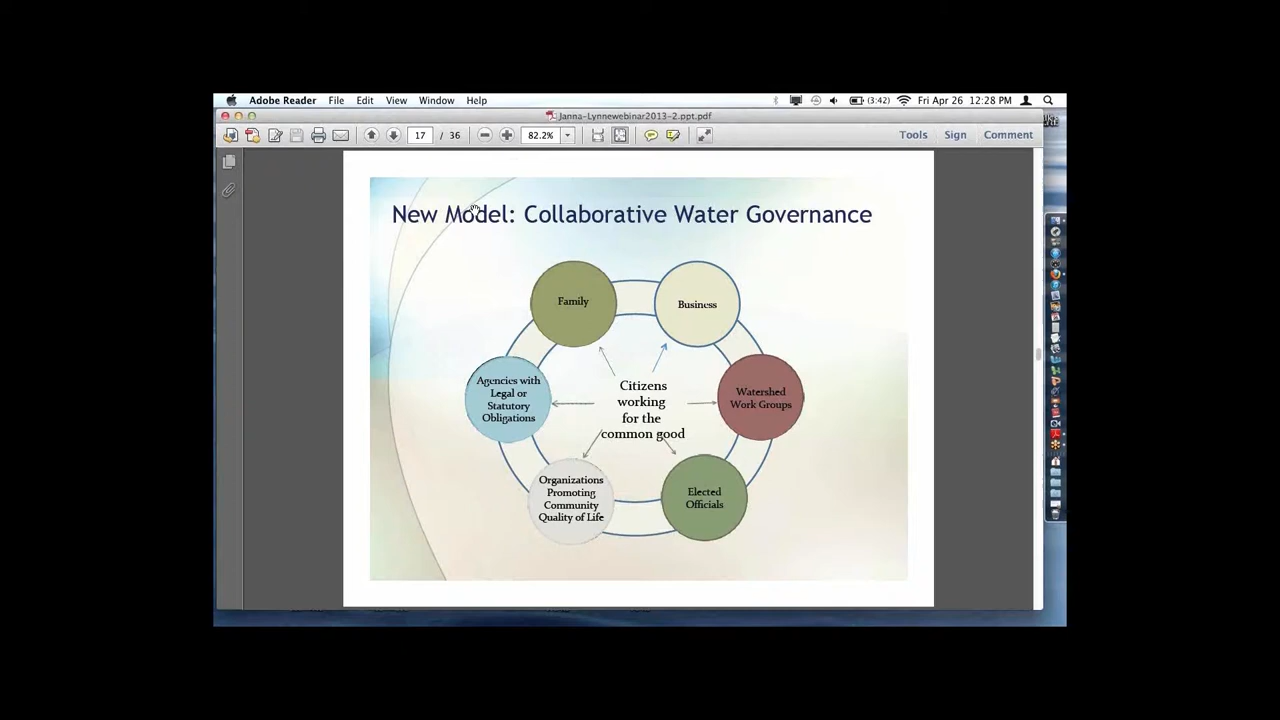 Adobe Reader File Edit View Window Help (3:42) Fri Apr 26 12:28 PM
Janna-Lynnewebinar2013-2.ppt.pdf
17 / 36 82.2% Tools Sign Comment
New Model: Collaborative Water Governance
Family
Business
Agencies with
Legal or
Statutory
Obligations
Citizens
working
for the
common good
Watershed
Work Groups
Organizations
Promoting
Community
Quality of Life
Elected
Officials